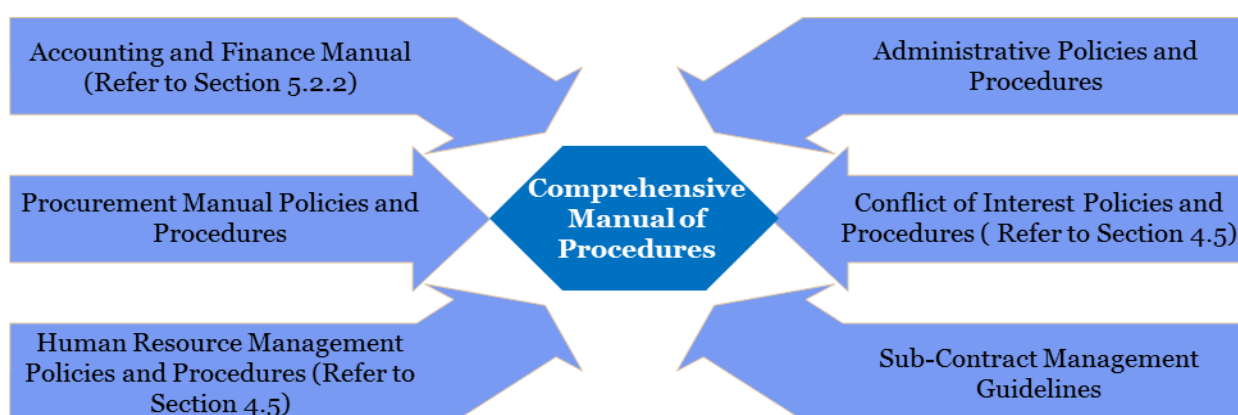 Accounting and Finance Manual
(Refer to Section 5.2.2)
Administrative Policies and
Procedures
Procurement Manual Policies and
Procedures
Comprehensive
Manual of
Procedures
Conflict of Interest Policies and
Procedures ( Refer to Section 4.5)
Human Resource Management
Policies and Procedures (Refer to
Section 4.5)
Sub-Contract Management
Guidelines